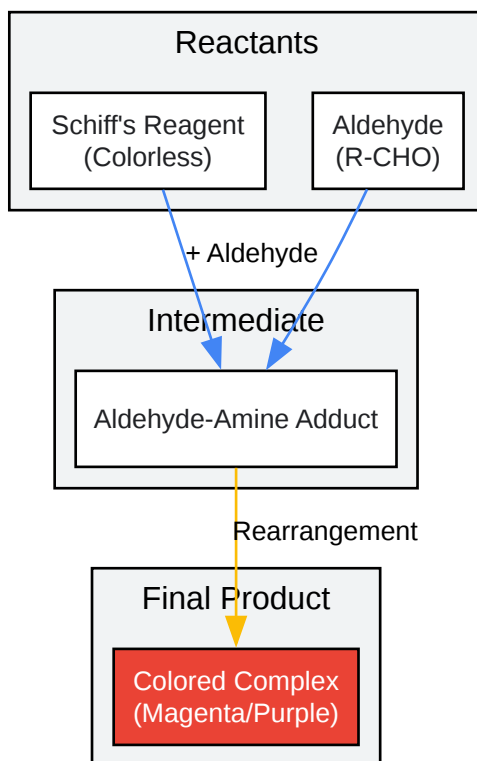 Reactants
Schiff's Reagent
(Colorless)
Aldehyde
(R-CHO)
+ Aldehyde
Intermediate
Aldehyde-Amine Adduct
Rearrangement
Final Product
Colored Complex
(Magenta/Purple)